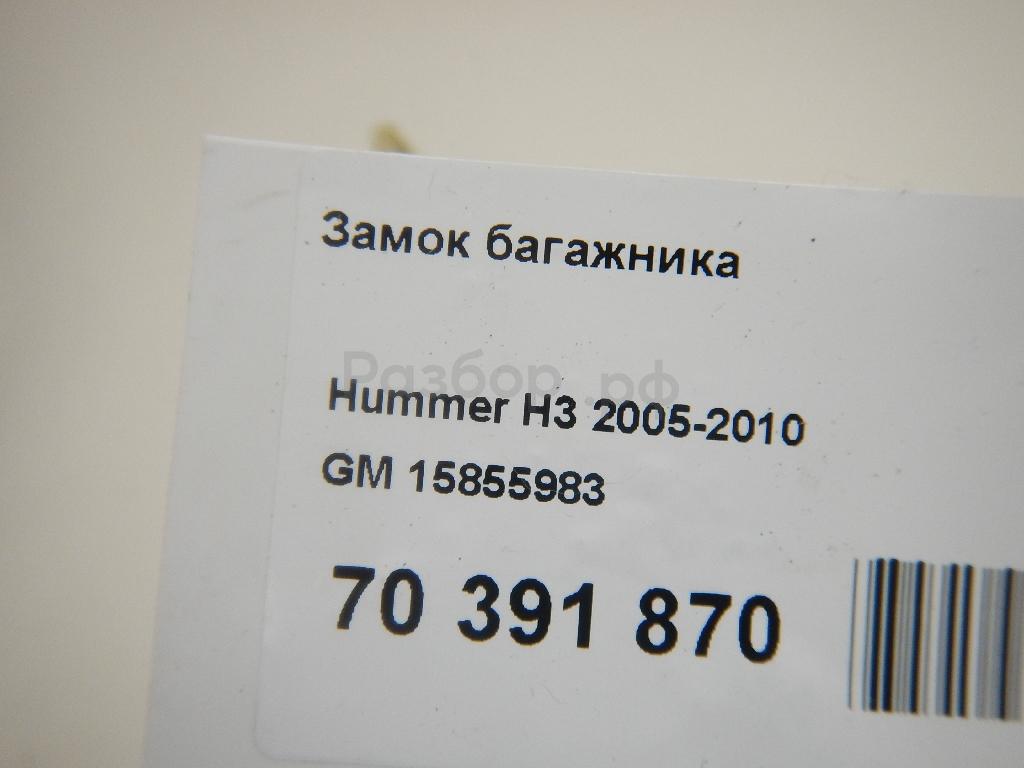 Замок багажника
Разбор.рф
Hummer H3 2005-2010
GM 15855983
70 391 870